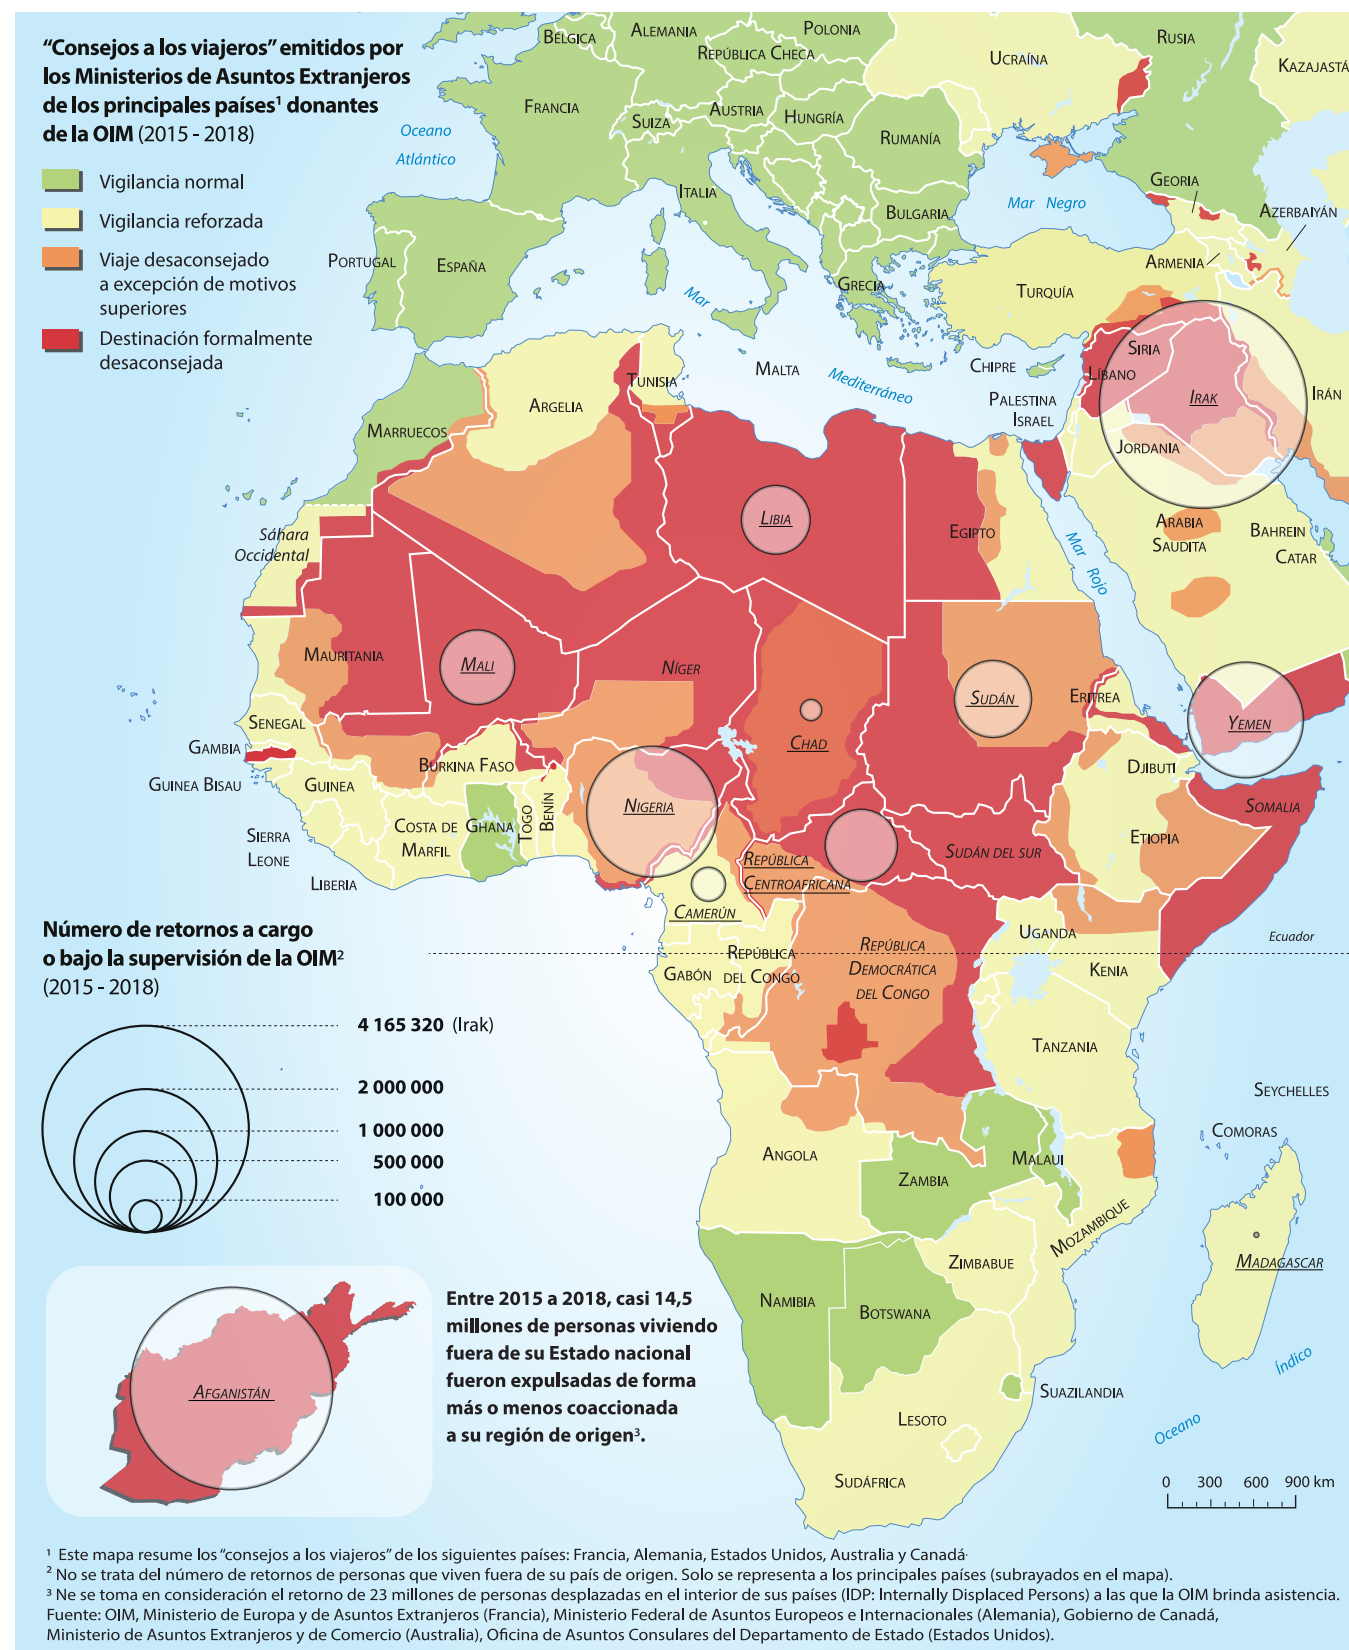 “Consejos a los viajeros” emitidos por
los Ministerios de Asuntos Extranjeros
de los principales países¹ donantes
de la OIM (2015 - 2018)
Vigilancia normal
Vigilancia reforzada
Viaje desaconsejado
a excepción de motivos
superiores
Destinación formalmente
desaconsejada
BÉLGICA
ALEMANIA
POLONIA
REPÚBLICA CHECA
UCRAÍNA
RUSIA
KAZAJASTÁ
FRANCIA
SUIZA
AUSTRIA
HUNGRÍA
RUMANÍA
Oceano
Atlántico
ITALIA
BULGARIA
Mar Negro
GEORIA
AZERBAIYÁN
ARMENIA
PORTUGAL
ESPAÑA
GRECIA
TURQUÍA
Mar
Mediterráneo
MALTA
CHIPRE
SIRIA
LÍBANO
IRAK
IRÁN
PALESTINA
ISRAEL
JORDANIA
TUNISIA
ARGELIA
MARRUECOS
LIBIA
EGIPTO
Mar Rojo
ARABIA
SAUDITA
BAHREIN
CATAR
Sáhara
Occidental
MAURITANIA
MALI
NÍGER
CHAD
SUDÁN
ERITREA
YEMEN
SENEGAL
GAMBIA
GUINEA BISAU
GUINEA
BURKINA FASO
DJIBUTI
SOMALIA
SIERRA
LEONE
LIBERIA
COSTA DE
MARFIL
GHANA
TOGO
BENÍN
NIGERIA
CAMERÚN
REPÚBLICA
CENTROAFRICANA
SUDÁN DEL SUR
ETIOPIA
UGANDA
KENIA
Ecuador
GABÓN
REPÚBLICA
DEL CONGO
REPÚBLICA
DEMOCRÁTICA
DEL CONGO
TANZANIA
SEYCHELLES
COMORAS
ANGOLA
ZAMBIA
MALAUI
MOZAMBIQUE
ZIMBABUE
MADAGASCAR
NAMIBIA
BOTSWANA
SUAZILANDIA
LESOTO
SUDÁFRICA
Oceano
Índico
0 300 600 900 km
Número de retornos a cargo
o bajo la supervisión de la OIM²
(2015 - 2018)
4 165 320 (Irak)
2 000 000
1 000 000
500 000
100 000
AFGANISTÁN
Entre 2015 a 2018, casi 14,5
millones de personas viviendo
fuera de su Estado nacional
fueron expulsadas de forma
más o menos coaccionada
a su región de origen³.
¹ Este mapa resume los “consejos a los viajeros” de los siguientes países: Francia, Alemania, Estados Unidos, Australia y Canadá.
² No se trata del número de retornos de personas que viven fuera de su país de origen. Solo se representa a los principales países (subrayados en el mapa).
³ Ne se toma en consideración el retorno de 23 millones de personas desplazadas en el interior de sus países (IDP: Internally Displaced Persons) a las que la OIM brinda asistencia.
Fuente: OIM, Ministerio de Europa y de Asuntos Extranjeros (Francia), Ministerio Federal de Asuntos Europeos e Internacionales (Alemania), Gobierno de Canadá,
Ministerio de Asuntos Extranjeros y de Comercio (Australia), Oficina de Asuntos Consulares del Departamento de Estado (Estados Unidos).